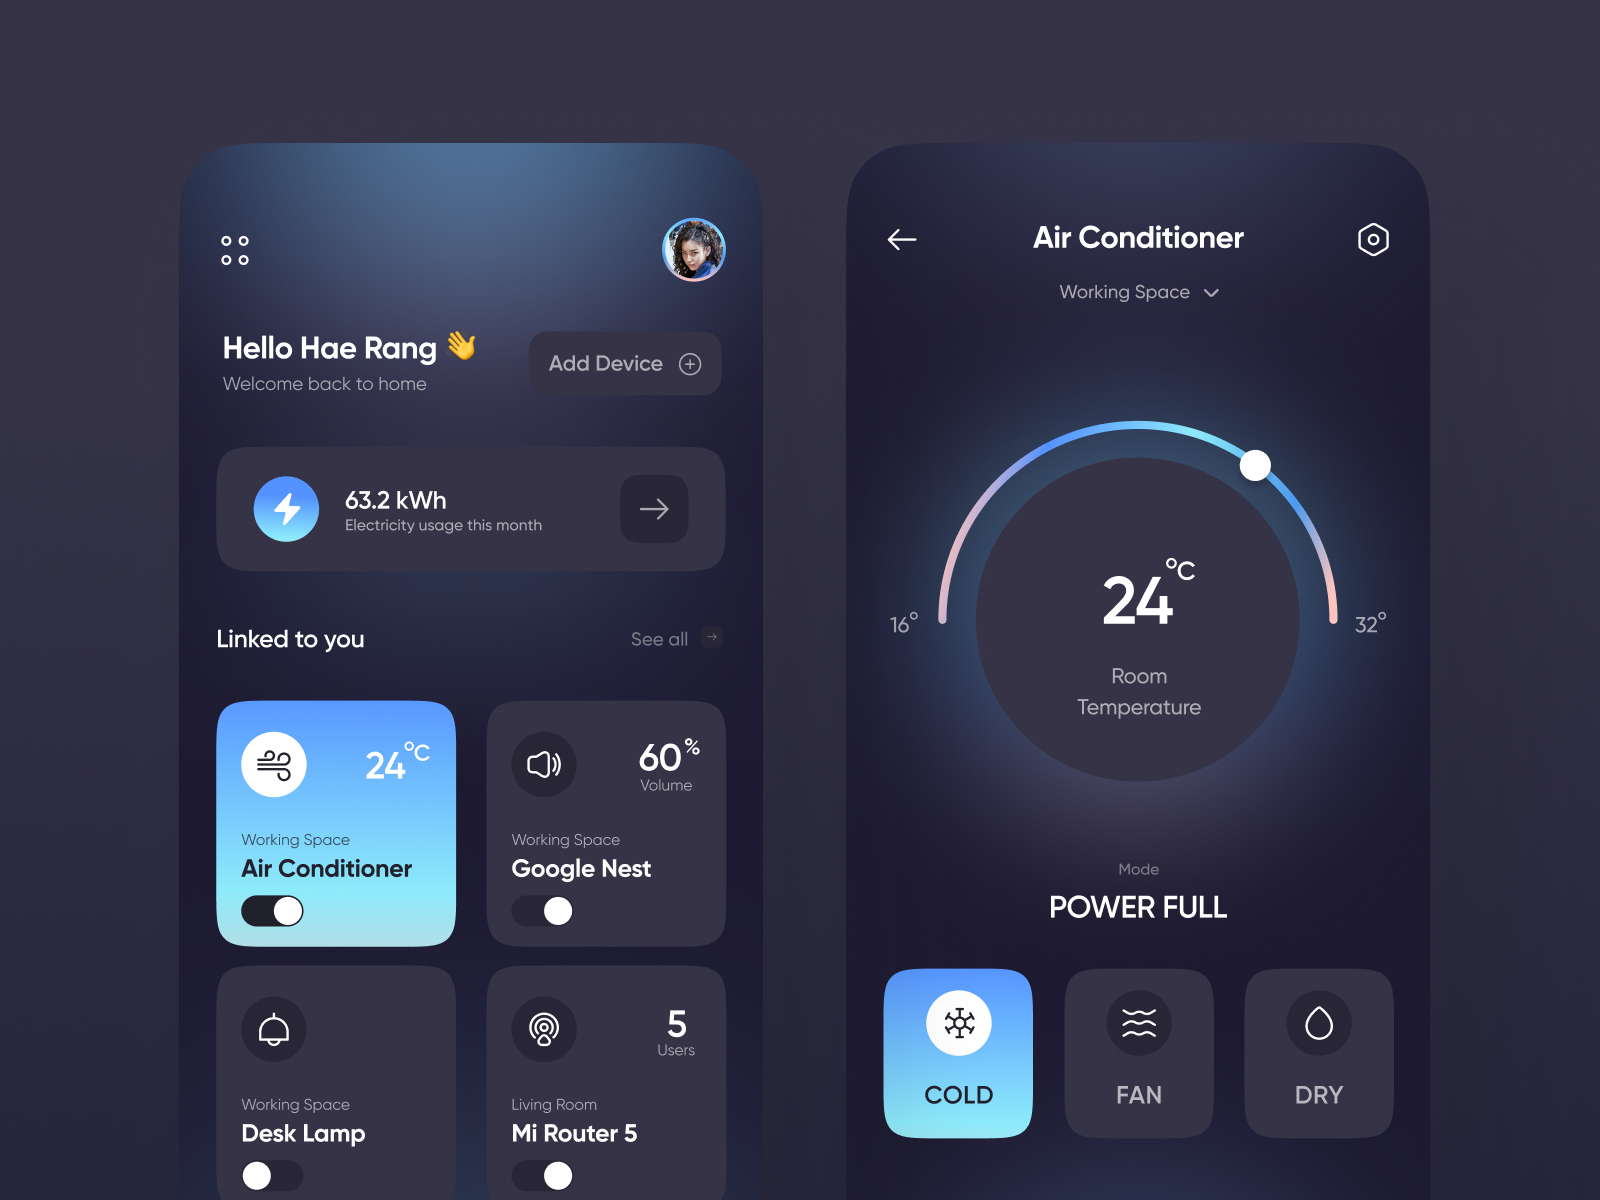 Hello Hae Rang 👋
Welcome back to home
Add Device
63.2 kWh
Electricity usage this month
Linked to you
See all
24°C
Working Space
Air Conditioner
60%
Volume
Working Space
Google Nest
Working Space
Desk Lamp
5
Users
Living Room
Mi Router 5
Air Conditioner
Working Space
16°
32°
24°C
Room
Temperature
Mode
POWER FULL
COLD
FAN
DRY